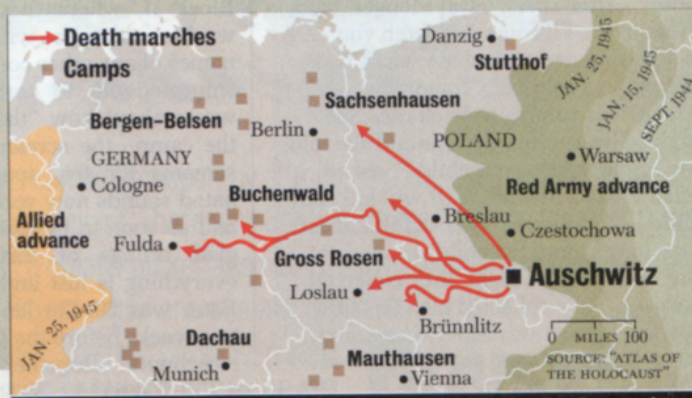 Death marches
Camps
Danzig
Stutthof
JAN. 25, 1945
JAN. 15, 1945
SEPT. 1944
Sachsenhausen
Bergen–Belsen
Berlin
POLAND
GERMANY
Warsaw
Cologne
Buchenwald
Red Army advance
Allied
advance
Breslau
Fulda
Czestochowa
Gross Rosen
Auschwitz
Loslau
Brünnlitz
JAN. 25, 1945
Dachau
0 MILES 100
Mauthausen
SOURCE: "ATLAS OF
THE HOLOCAUST"
Munich
Vienna